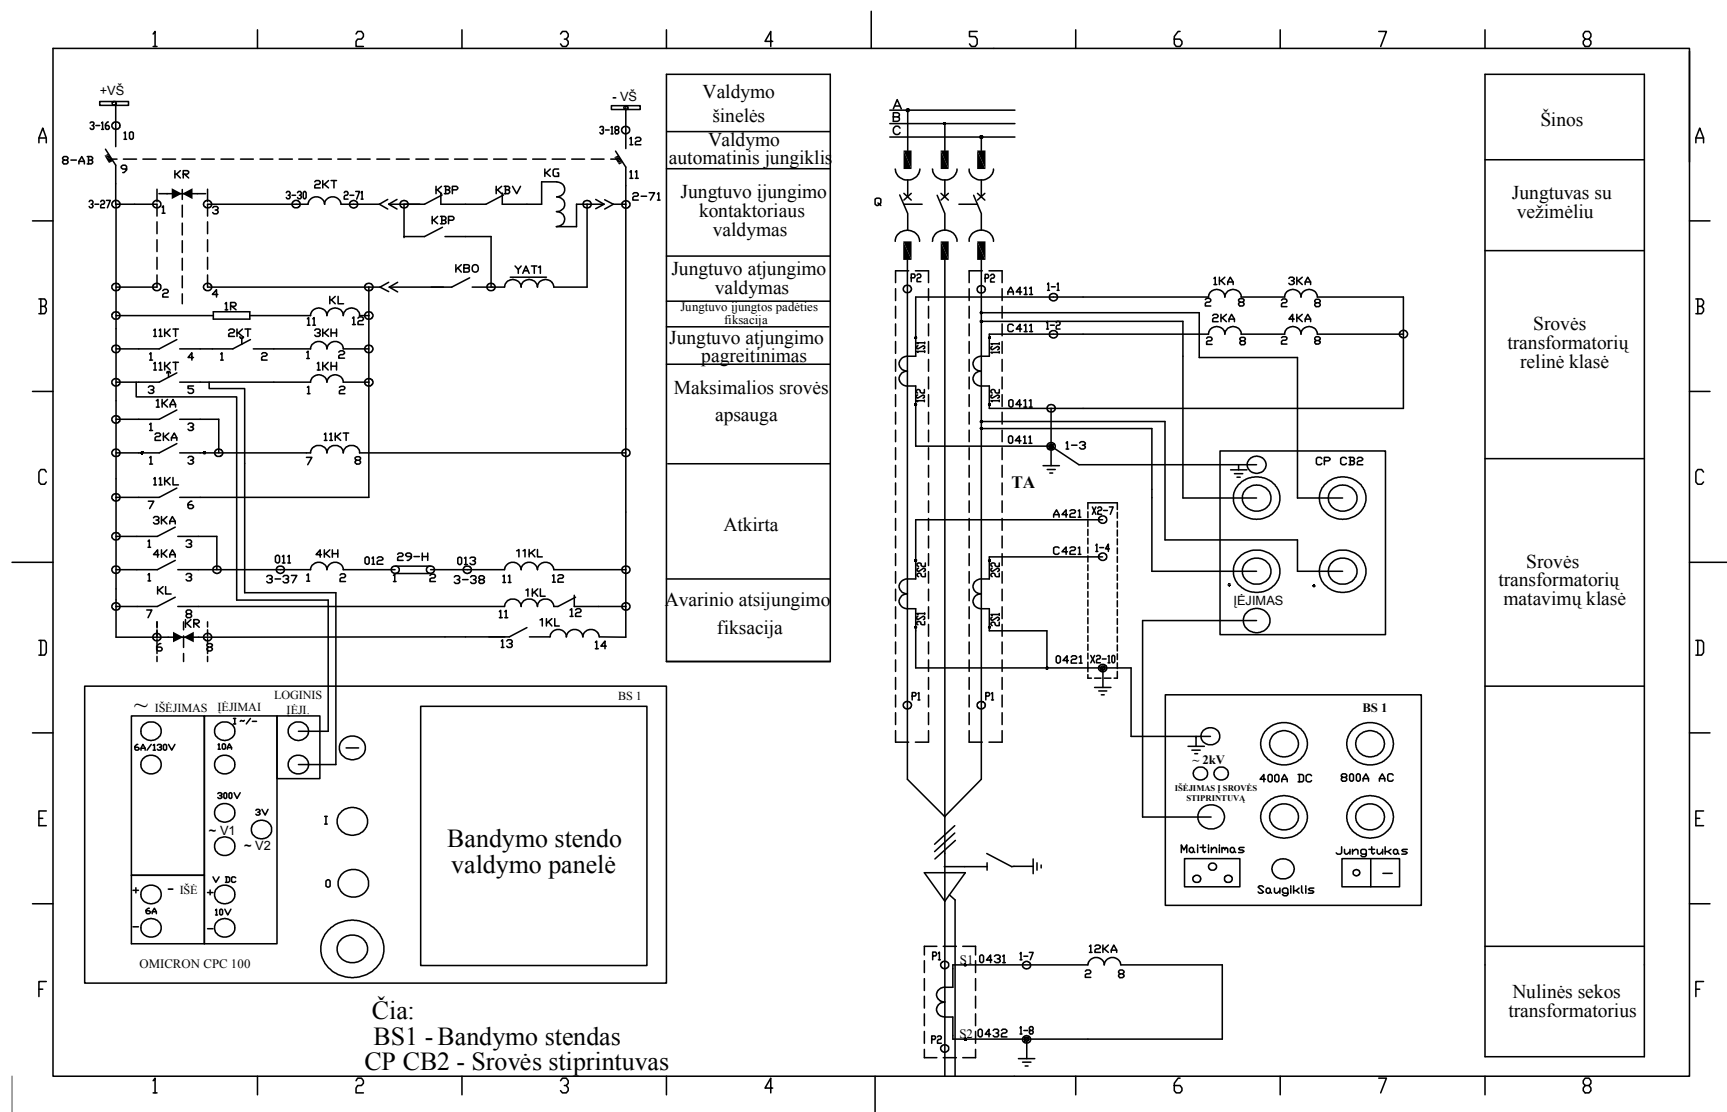 1 2 3 4 5 6 7 8
A
B
C
D
E
F
+VŠ
- VŠ
3-16
10
3-18
12
8-AB
9
11
KR
3-27
1
3
3-30
2KT
2-71
KBP
KBV
KG
2-71
KBP
2
4
KBO
YAT1
1R
KL
11
12
11KT
1
4
2KT
1
2
3KH
1
2
11KT
3
5
1KH
1
2
1KA
1
3
2KA
1
3
11KT
7
8
11KL
7
6
3KA
1
3
4KA
1
3
011
3-37
4KH
1
2
012
29-H
1
2
013
3-38
11KL
11
12
KL
7
8
1KL
11
12
KR
6
8
1KL
13
14
Valdymo
šinelės
Valdymo
automatinis jungiklis
Jungtuvo įjungimo
kontaktoriaus
valdymas
Jungtuvo atjungimo
valdymas
Jungtuvo įjungtos padėties
fiksacija
Jungtuvo atjungimo
pagreitinimas
Maksimalios srovės
apsauga
Atkirta
Avarinio atsijungimo
fiksacija
BS 1
~ IŠĖJIMAS
ĮĖJIMAI
LOGINIS
ĮĖJI.
6A/130V
I ~/-
10A
300V
~ V1
3V
~ V2
+
- IŠĖ
6A
-
V DC
+
10V
-
I
0
OMICRON CPC 100
Bandymo stendo
valdymo panelė
Čia:
BS1 - Bandymo stendas
CP CB2 - Srovės stiprintuvas
A
B
C
Q
P2
P2
A411
1-1
1KA
2
8
3KA
2
8
C411
1-2
2KA
2
8
4KA
2
8
1S1
1S2
1S1
1S2
0411
0411
1-3
TA
A421
X2-7
C421
1-4
2S2
2S1
2S2
2S1
0421
X2-10
P1
P1
CP CB2
ĮĖJIMAS
BS 1
~ 2kV
IŠĖJIMAS Į SROVĖS
STIPRINTUVĄ
400A DC
800A AC
Maitinimas
Saugiklis
Jungtukas
P1
S1
0431
1-7
12KA
2
8
P2
S2
0432
1-8
Šinos
Jungtuvas su
vežimėliu
Srovės
transformatorių
relinė klasė
Srovės
transformatorių
matavimų klasė
Nulinės sekos
transformatorius
A
B
C
D
E
F
1 2 3 4 5 6 7 8